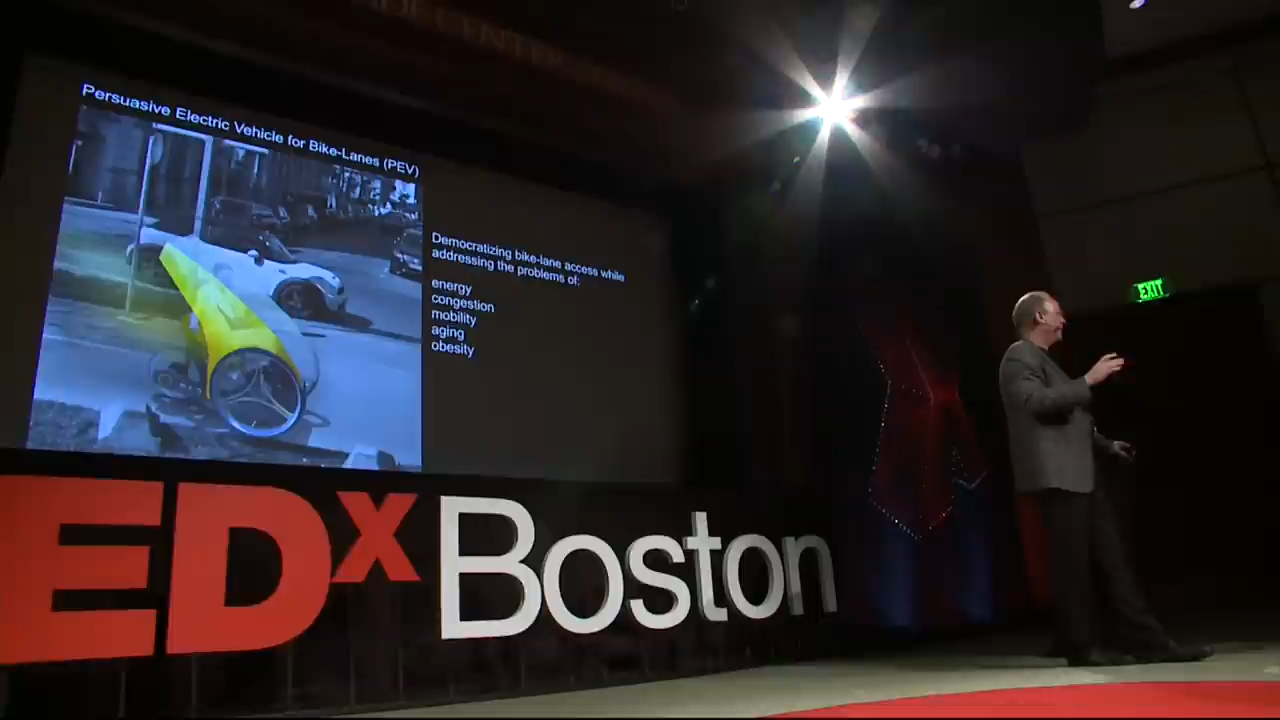 Persuasive Electric Vehicle for Bike-Lanes (PEV)
Democratizing bike-lane access while
addressing the problems of:
energy
congestion
mobility
aging
obesity
EXIT
EDx Boston